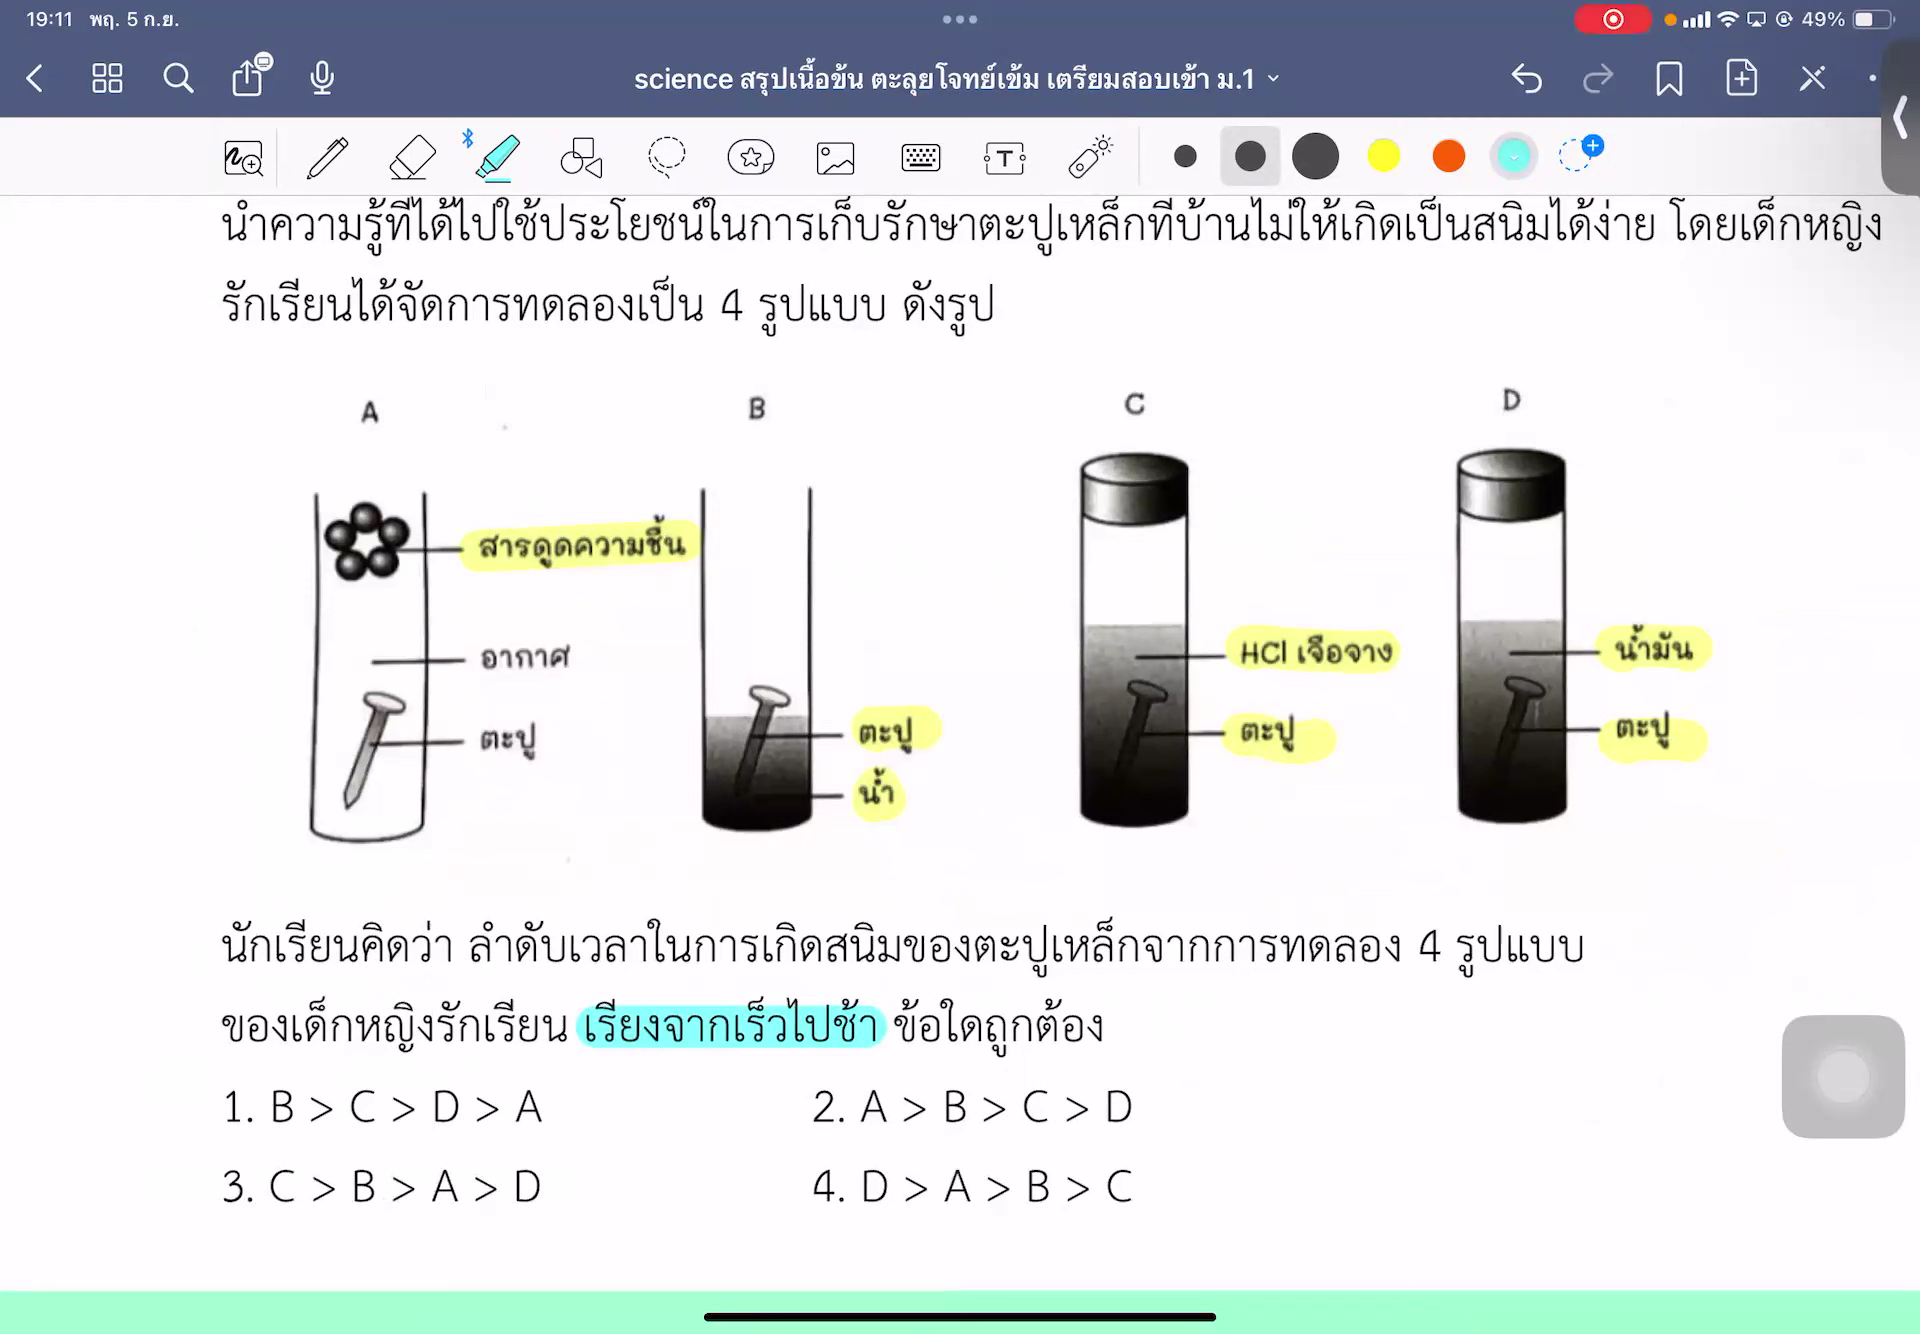 19:11 พฤ. 5 ก.ย.
49%
science สรุปเนื้อข้น ตะลุยโจทย์เข้ม เตรียมสอบเข้า ม.1
นำความรู้ที่ได้ไปใช้ประโยชน์ในการเก็บรักษาตะปูเหล็กที่บ้านไม่ให้เกิดเป็นสนิมได้ง่าย โดยเด็กหญิง
รักเรียนได้จัดการทดลองเป็น 4 รูปแบบ ดังรูป
A B C D
สารดูดความชื้น
อากาศ HCl เจือจาง น้ำมัน
ตะปู ตะปู ตะปู ตะปู
น้ำ
นักเรียนคิดว่า ลำดับเวลาในการเกิดสนิมของตะปูเหล็กจากการทดลอง 4 รูปแบบ
ของเด็กหญิงรักเรียน เรียงจากเร็วไปช้า ข้อใดถูกต้อง
1. B > C > D > A 2. A > B > C > D
3. C > B > A > D 4. D > A > B > C